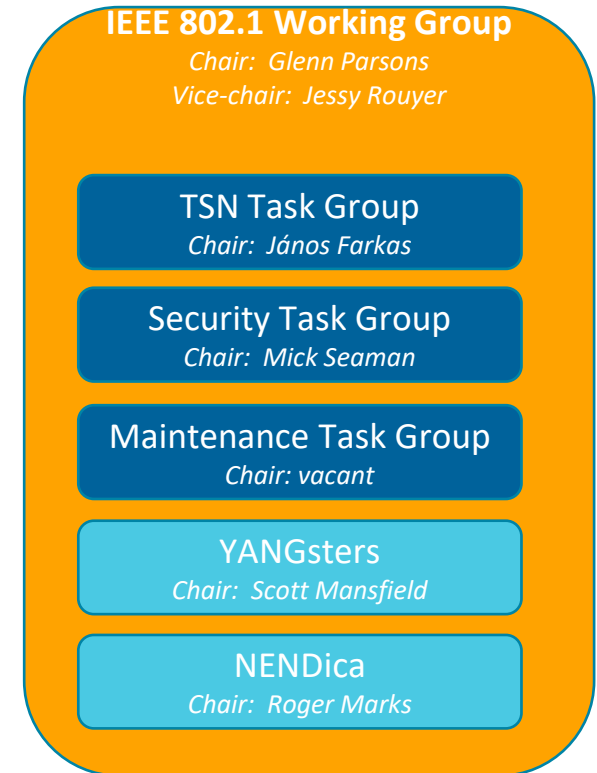 IEEE 802.1 Working Group
Chair:  Glenn Parsons
Vice-chair:  Jessy Rouyer
TSN Task Group
Chair:  János Farkas
Security Task Group
Chair:  Mick Seaman
Maintenance Task Group
Chair: vacant
YANGsters
Chair:  Scott Mansfield
NENDica
Chair:  Roger Marks